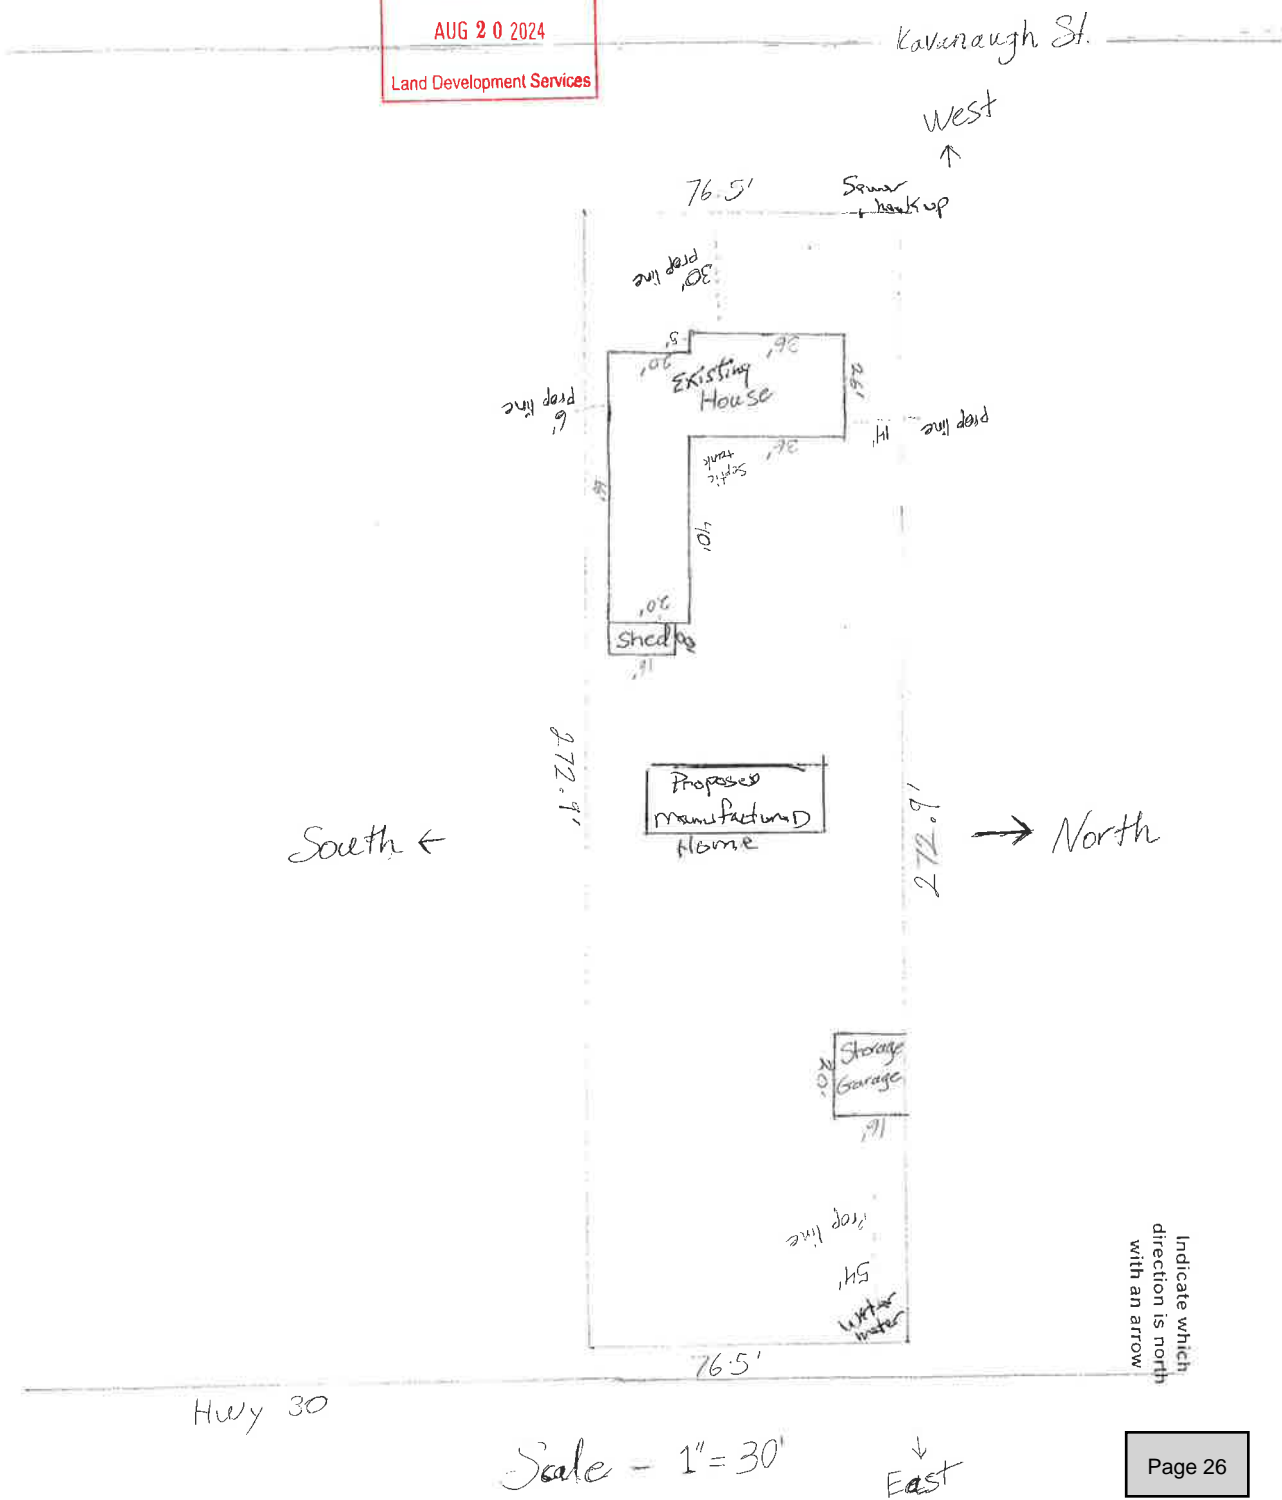 AUG 20 2024
Land Development Services
Kavanaugh St.
West
76.5'
Sewer
hookup
30'
prop line
5'
20'
36'
Existing
House
26'
6'
prop line
14'
prop line
36'
Septic
tank
40'
20'
Shed
16'
272.9'
Proposed
manufactured
Home
South
North
272.9'
Storage
Garage
20'
16'
Prop line
54'
Water
meter
Indicate which
direction is north
with an arrow
76.5'
Hwy 30
Scale - 1"=30'
East
Page 26